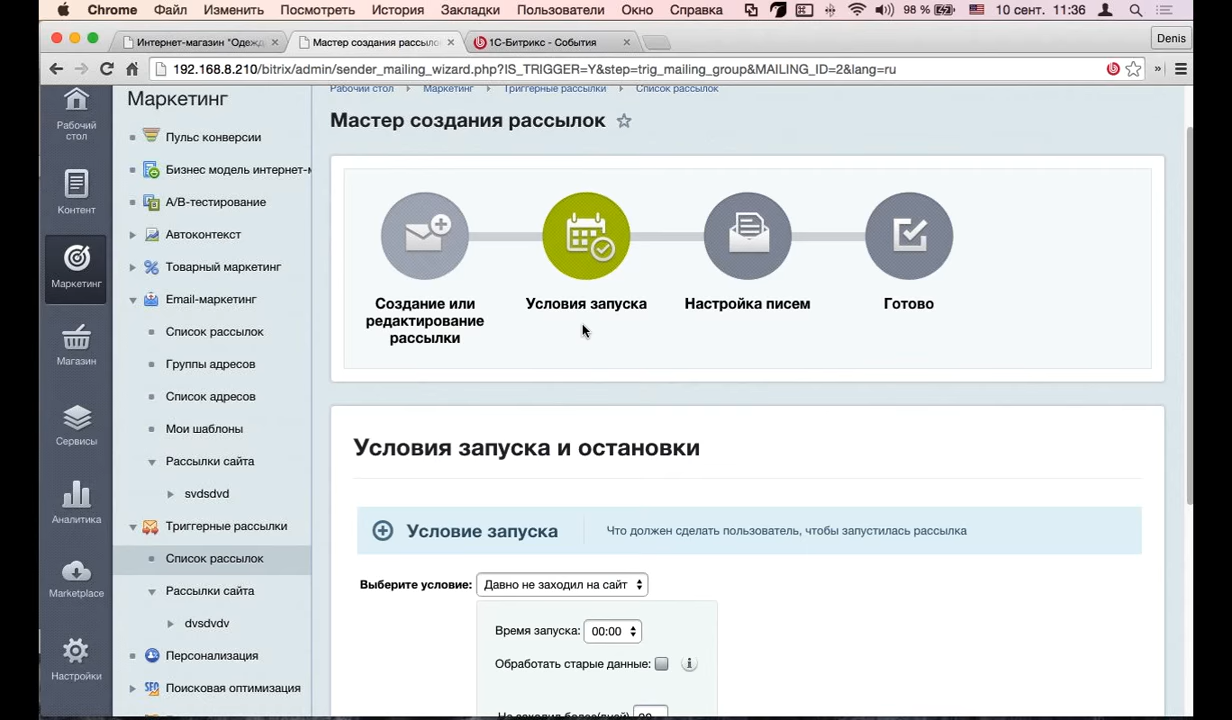 Chrome Файл Изменить Посмотреть История Закладки Пользователи Окно Справка 98 % 10 сент. 11:36
Интернет-магазин "Одежд Мастер создания рассыло 1С-Битрикс - События Denis
192.168.8.210/bitrix/admin/sender_mailing_wizard.php?IS_TRIGGER=Y&step=trig_mailing_group&MAILING_ID=2&lang=ru
Рабочий стол
Контент
Маркетинг
Магазин
Сервисы
Аналитика
Marketplace
Настройки
Маркетинг
Пульс конверсии
Бизнес модель интернет-м
A/B-тестирование
Автоконтекст
Товарный маркетинг
Email-маркетинг
Список рассылок
Группы адресов
Список адресов
Мои шаблоны
Рассылки сайта
svdsdvd
Триггерные рассылки
Список рассылок
Рассылки сайта
dvsdvdv
Персонализация
Поисковая оптимизация
Рабочий стол Маркетинг Триггерные рассылки Список рассылок
Мастер создания рассылок
Создание или
редактирование
рассылки
Условия запуска
Настройка писем
Готово
Условия запуска и остановки
Условие запуска Что должен сделать пользователь, чтобы запустилась рассылка
Выберите условие: Давно не заходил на сайт
Время запуска: 00:00
Обработать старые данные: